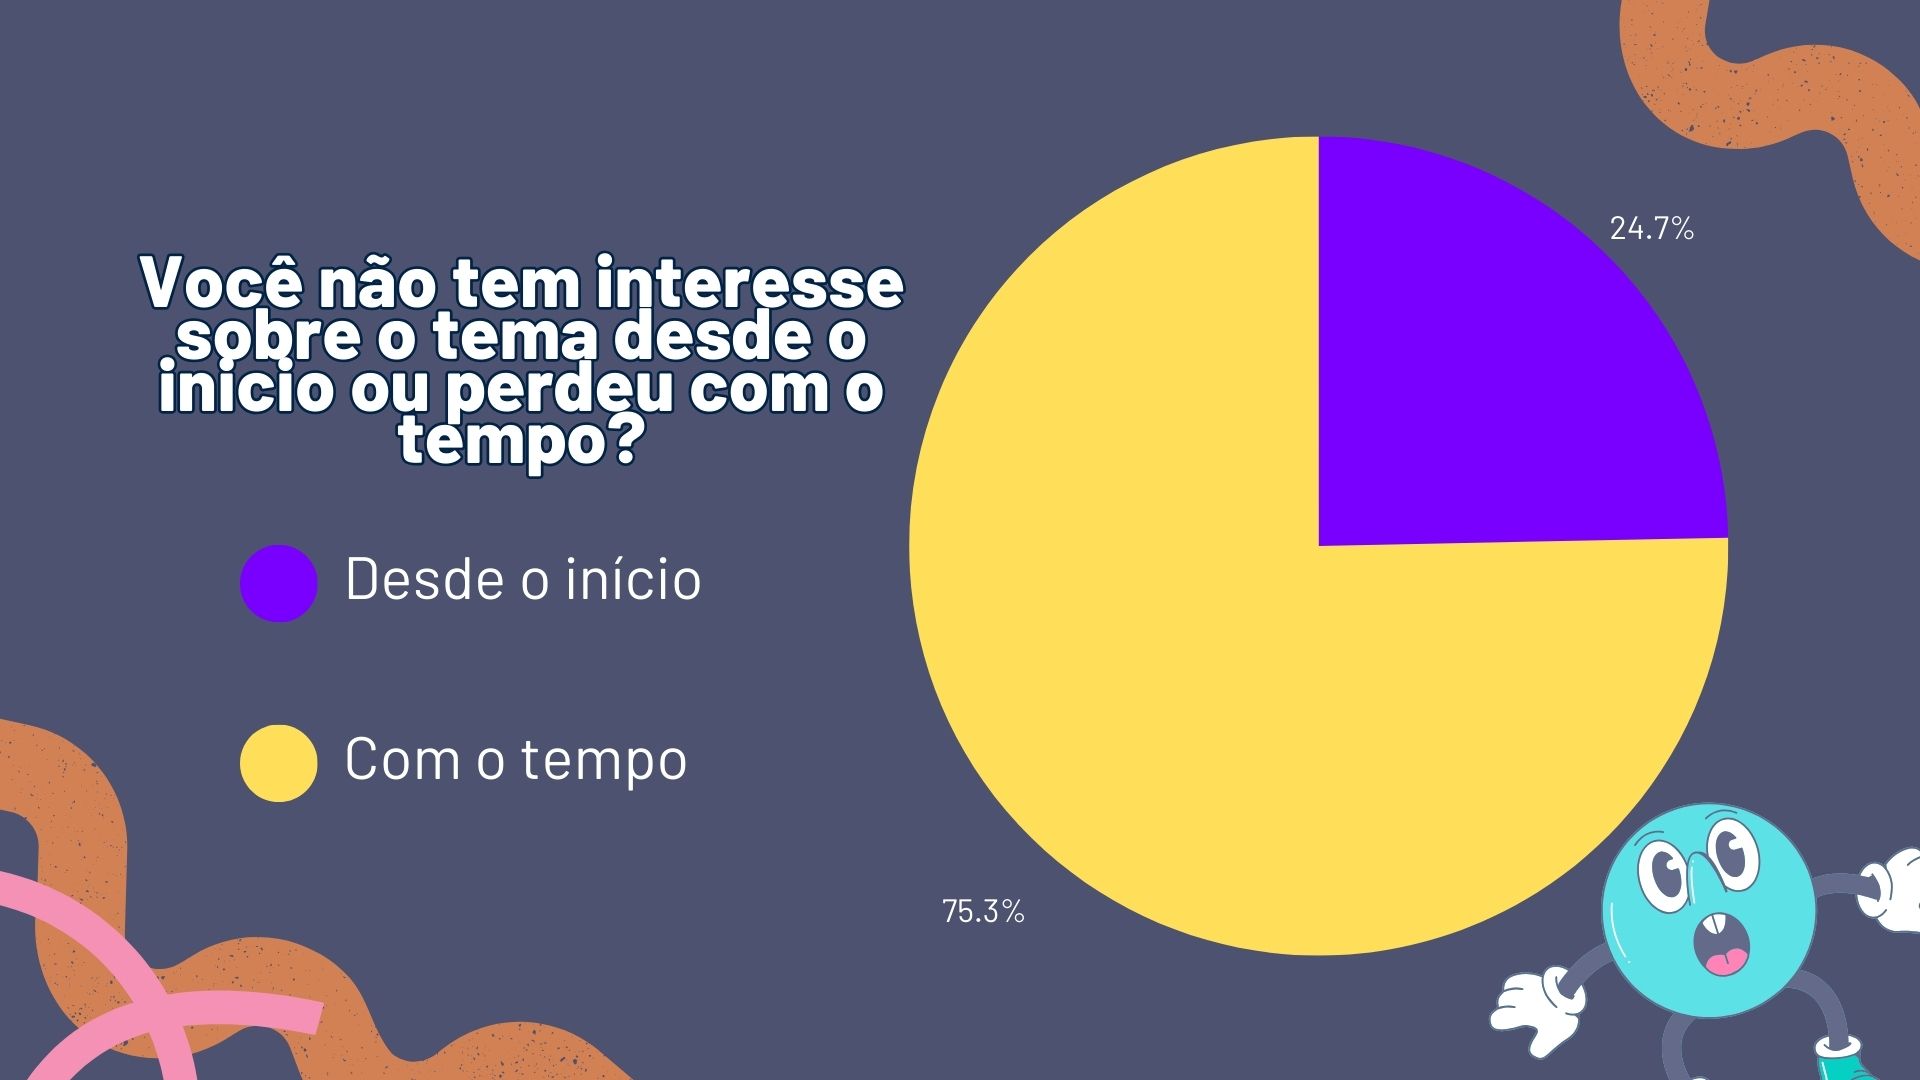 Você não tem interesse
sobre o tema desde o
inicio ou perdeu com o
tempo?
Desde o início
Com o tempo
24.7%
75.3%